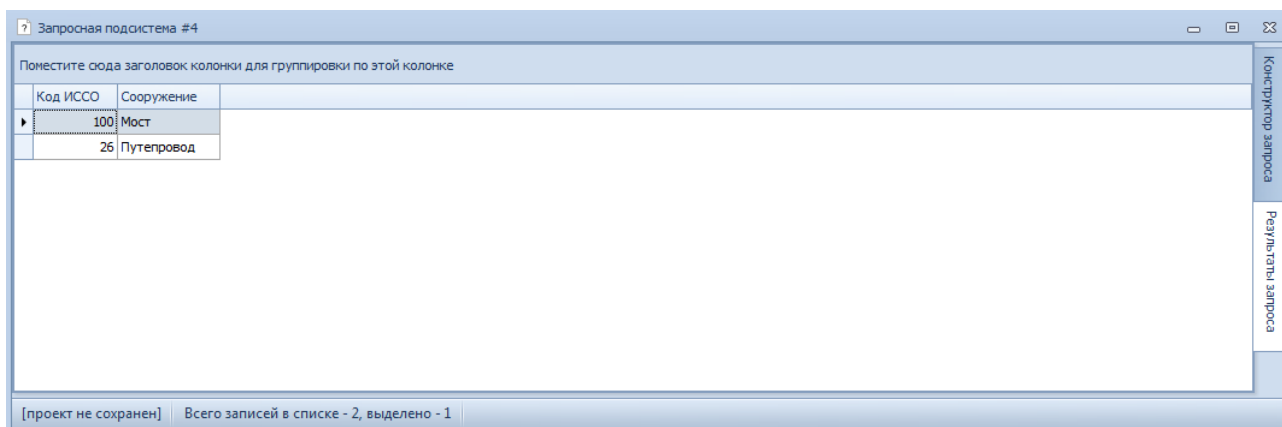 Запросная подсистема #4
Поместите сюда заголовок колонки для группировки по этой колонке
Код ИССО Сооружение
100 Мост
26 Путепровод
Конструктор запроса
Результаты запроса
[проект не сохранен] Всего записей в списке - 2, выделено - 1